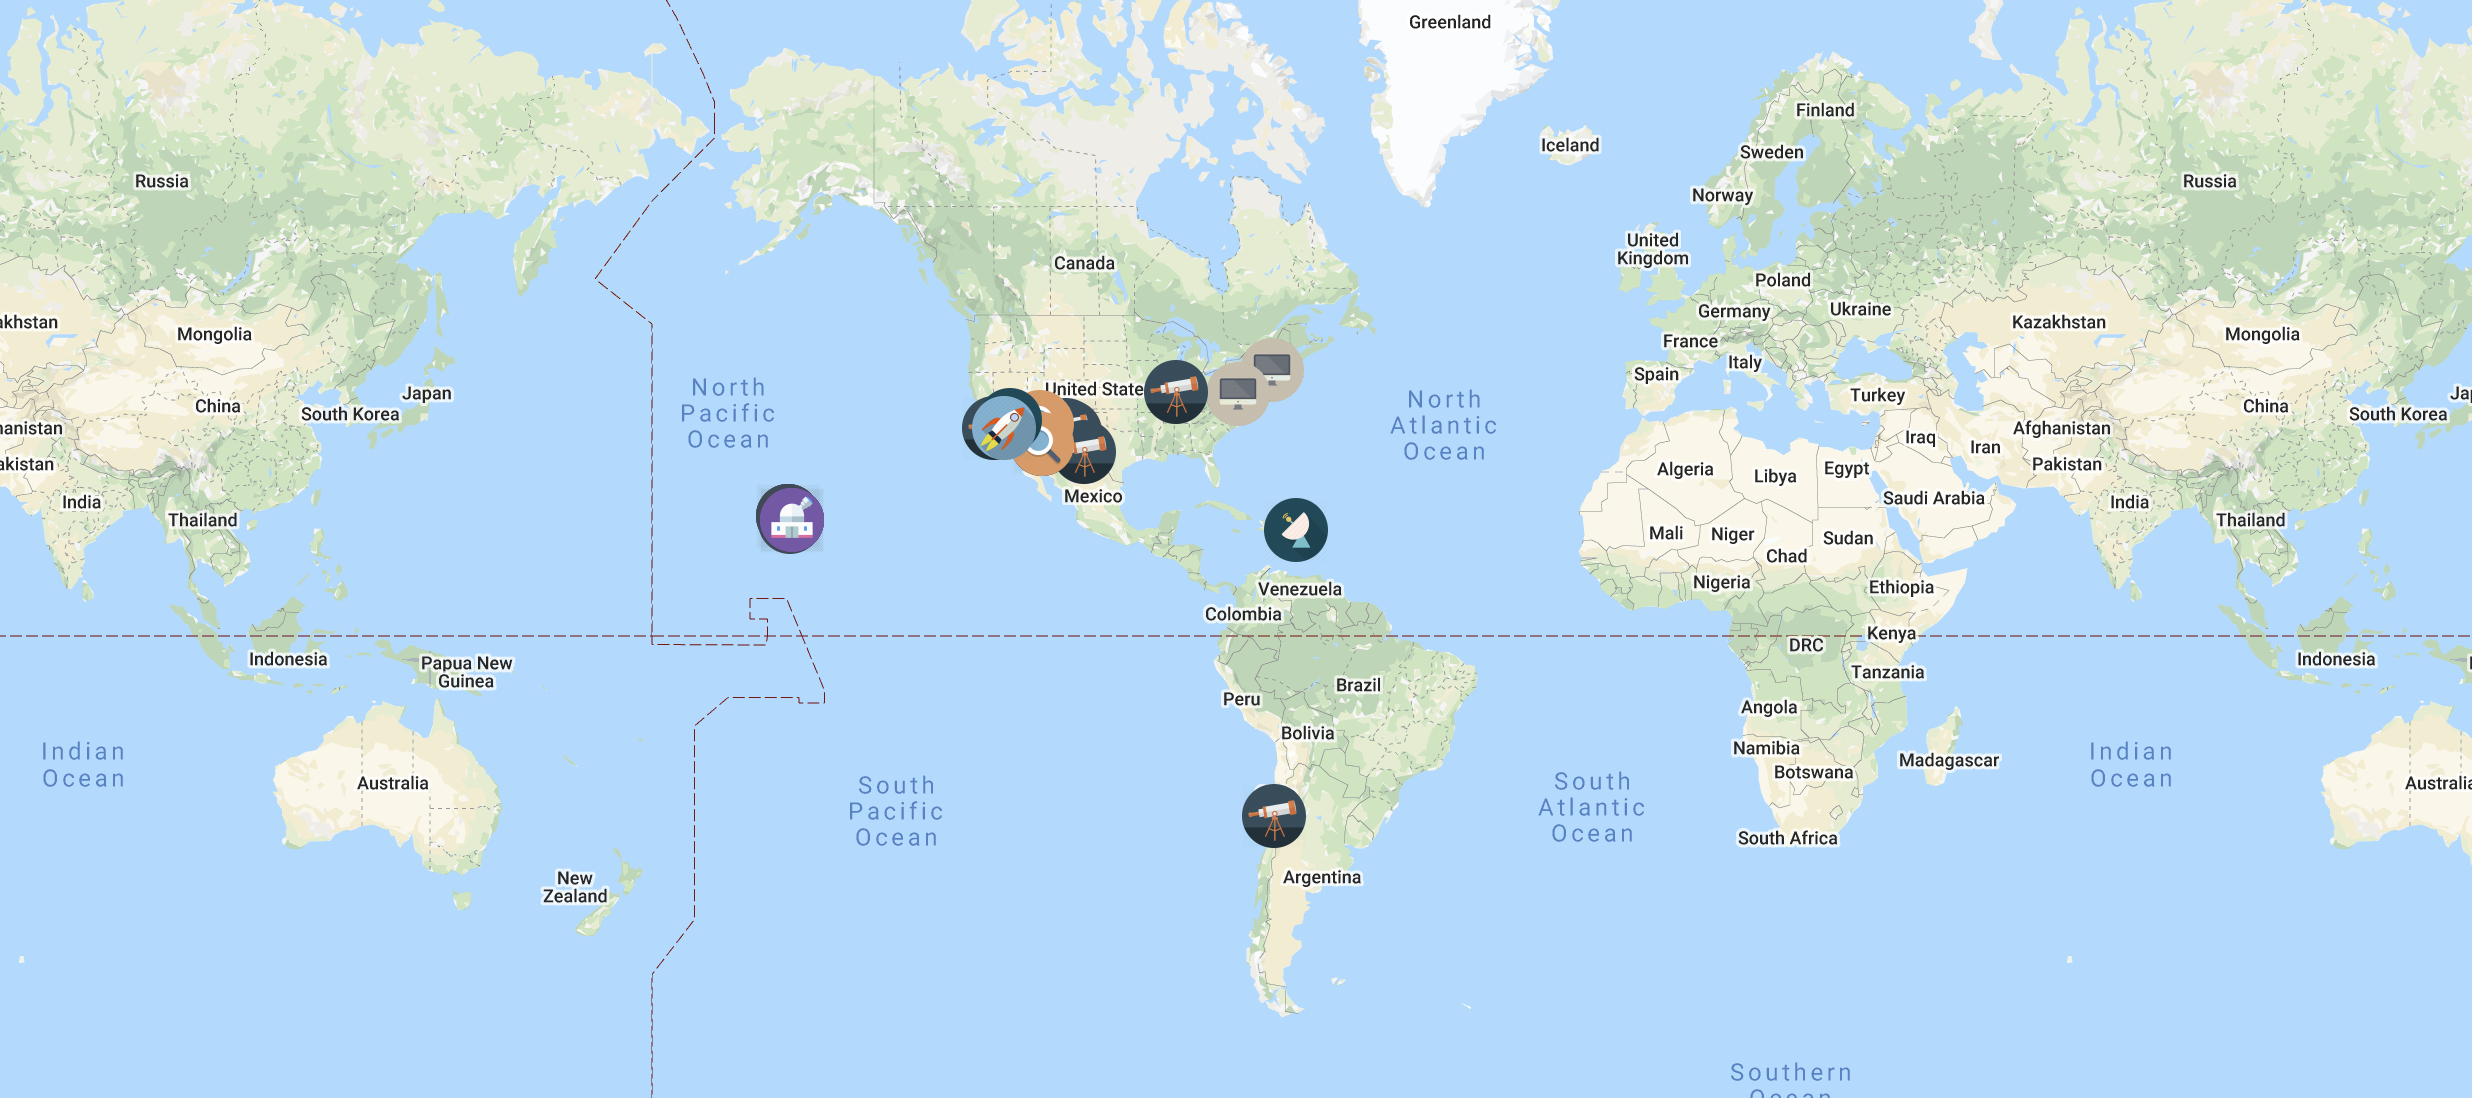 Greenland
Finland
Iceland
Sweden
Russia
Russia
Norway
United
Kingdom
Canada
Poland
Germany
Ukraine
akhstan
Kazakhstan
Mongolia
Mongolia
France
Italy
Spain
United State
Japan
Turkey
North
Pacific
Ocean
North
Atlantic
Ocean
China
South Korea
China
South Korea
Ja
anistan
Afghanistan
Iraq
Iran
akistan
Pakistan
Algeria
Libya
Egypt
Mexico
Saudi Arabia
India
India
Thailand
Thailand
Mali
Niger
Sudan
Chad
Nigeria
Ethiopia
Venezuela
Colombia
Kenya
DRC
Indonesia
Indonesia
Papua New
Guinea
Tanzania
Brazil
Peru
Angola
Bolivia
Namibia
Botswana
Madagascar
Indian
Ocean
Indian
Ocean
Australia
Australia
South
Pacific
Ocean
South
Atlantic
Ocean
South Africa
Argentina
New
Zealand
Southern
Ocean